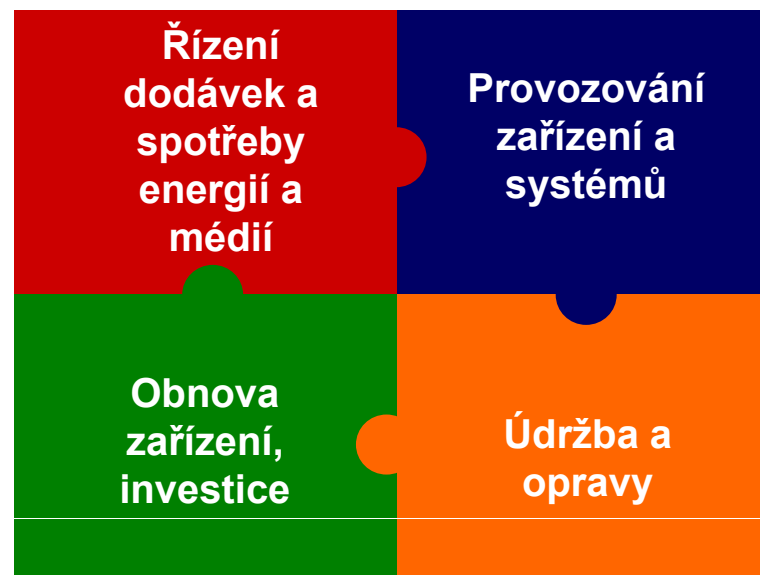 Řízení
dodávek a
spotřeby
energií a
médií
Provozování
zařízení a
systémů
Obnova
zařízení,
investice
Údržba a
opravy